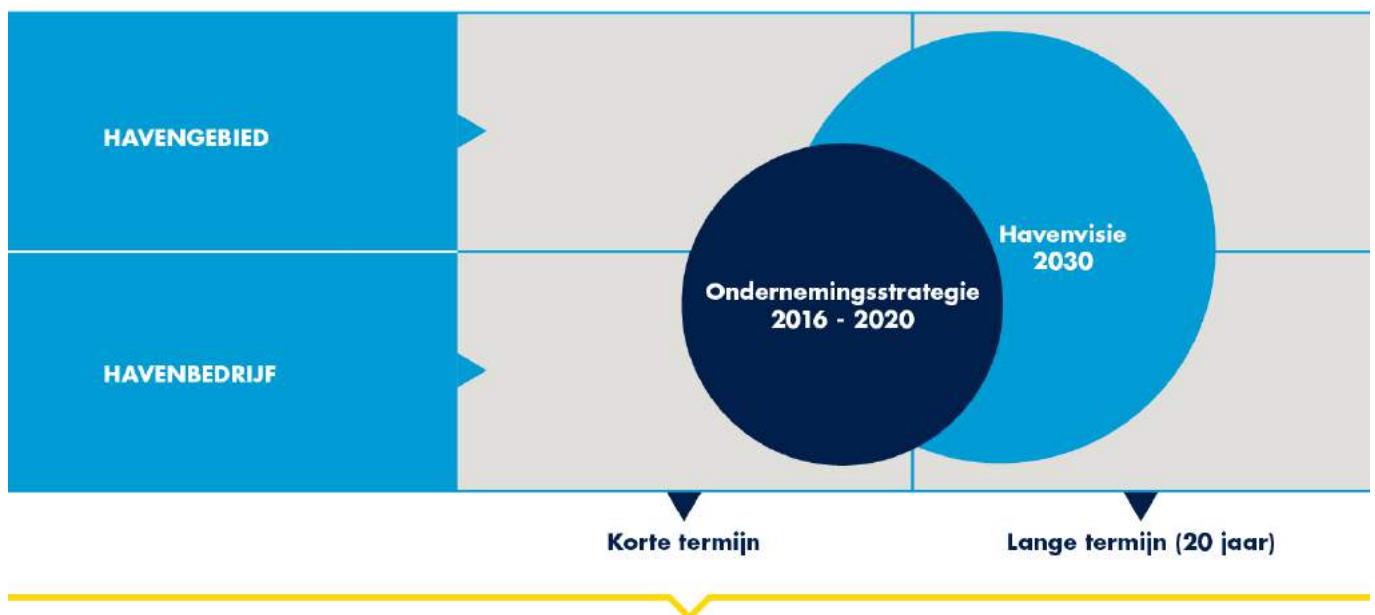 HAVENGEBIED
Havenvisie
2030
Ondernemingsstrategie
2016 - 2020
HAVENBEDRIJF
Korte termijn
Lange termijn (20 jaar)